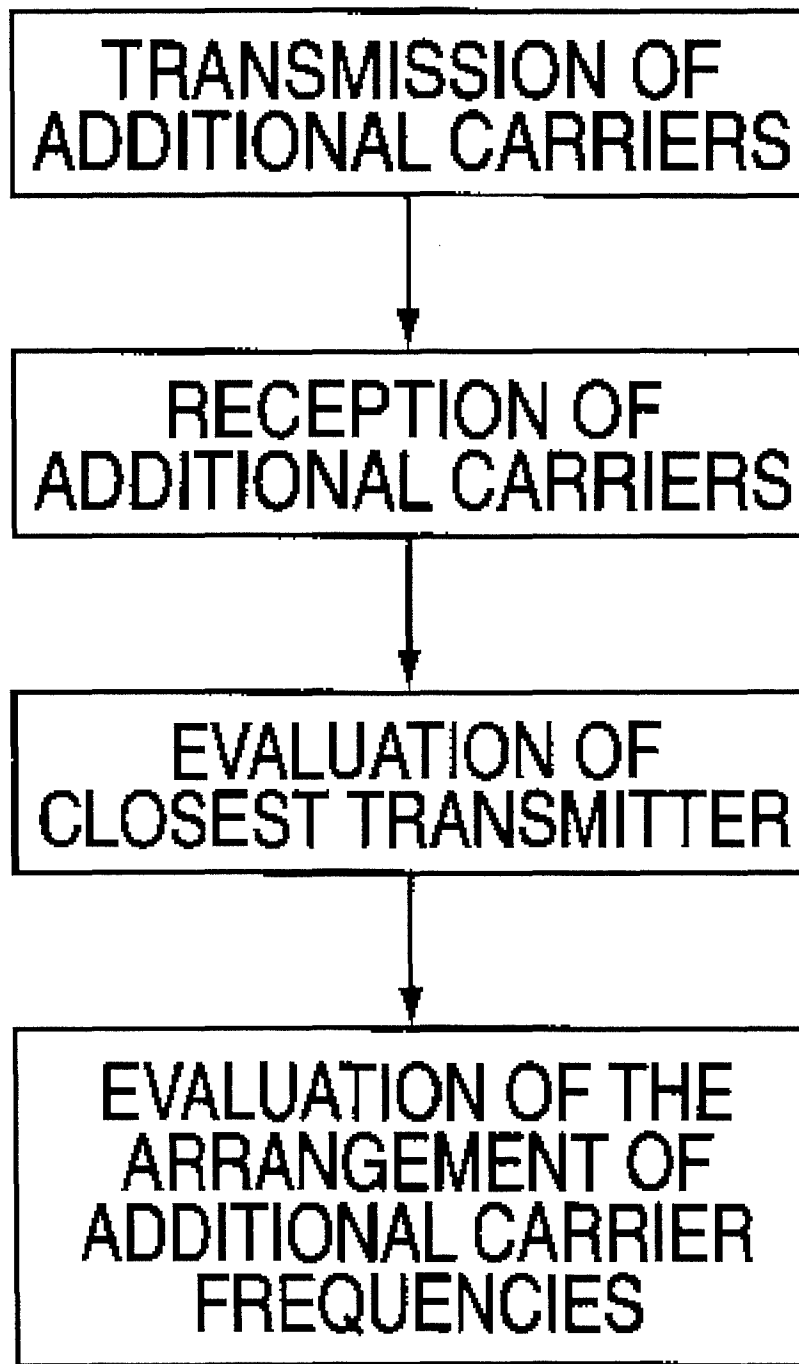 TRANSMISSION OF
ADDITIONAL CARRIERS
RECEPTION OF
ADDITIONAL CARRIERS
EVALUATION OF
CLOSEST TRANSMITTER
EVALUATION OF THE
ARRANGEMENT OF
ADDITIONAL CARRIER
FREQUENCIES